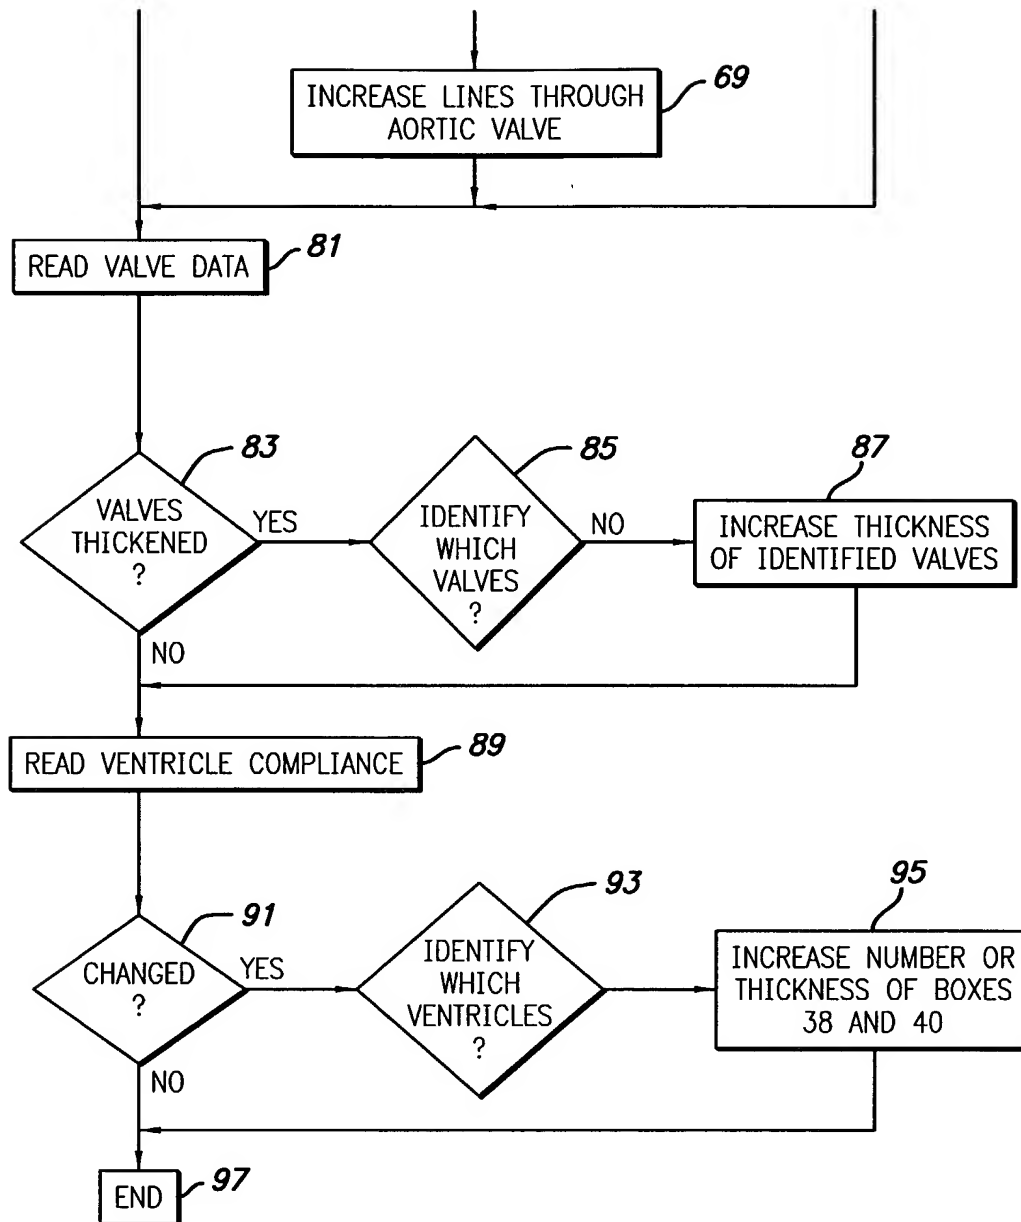 INCREASE LINES THROUGH
AORTIC VALVE
69
READ VALVE DATA
81
VALVES
THICKENED
?
83
YES
NO
IDENTIFY
WHICH
VALVES
?
85
NO
INCREASE THICKNESS
OF IDENTIFIED VALVES
87
READ VENTRICLE COMPLIANCE
89
CHANGED
?
91
YES
NO
IDENTIFY
WHICH
VENTRICLES
?
93
INCREASE NUMBER OR
THICKNESS OF BOXES
38 AND 40
95
END
97